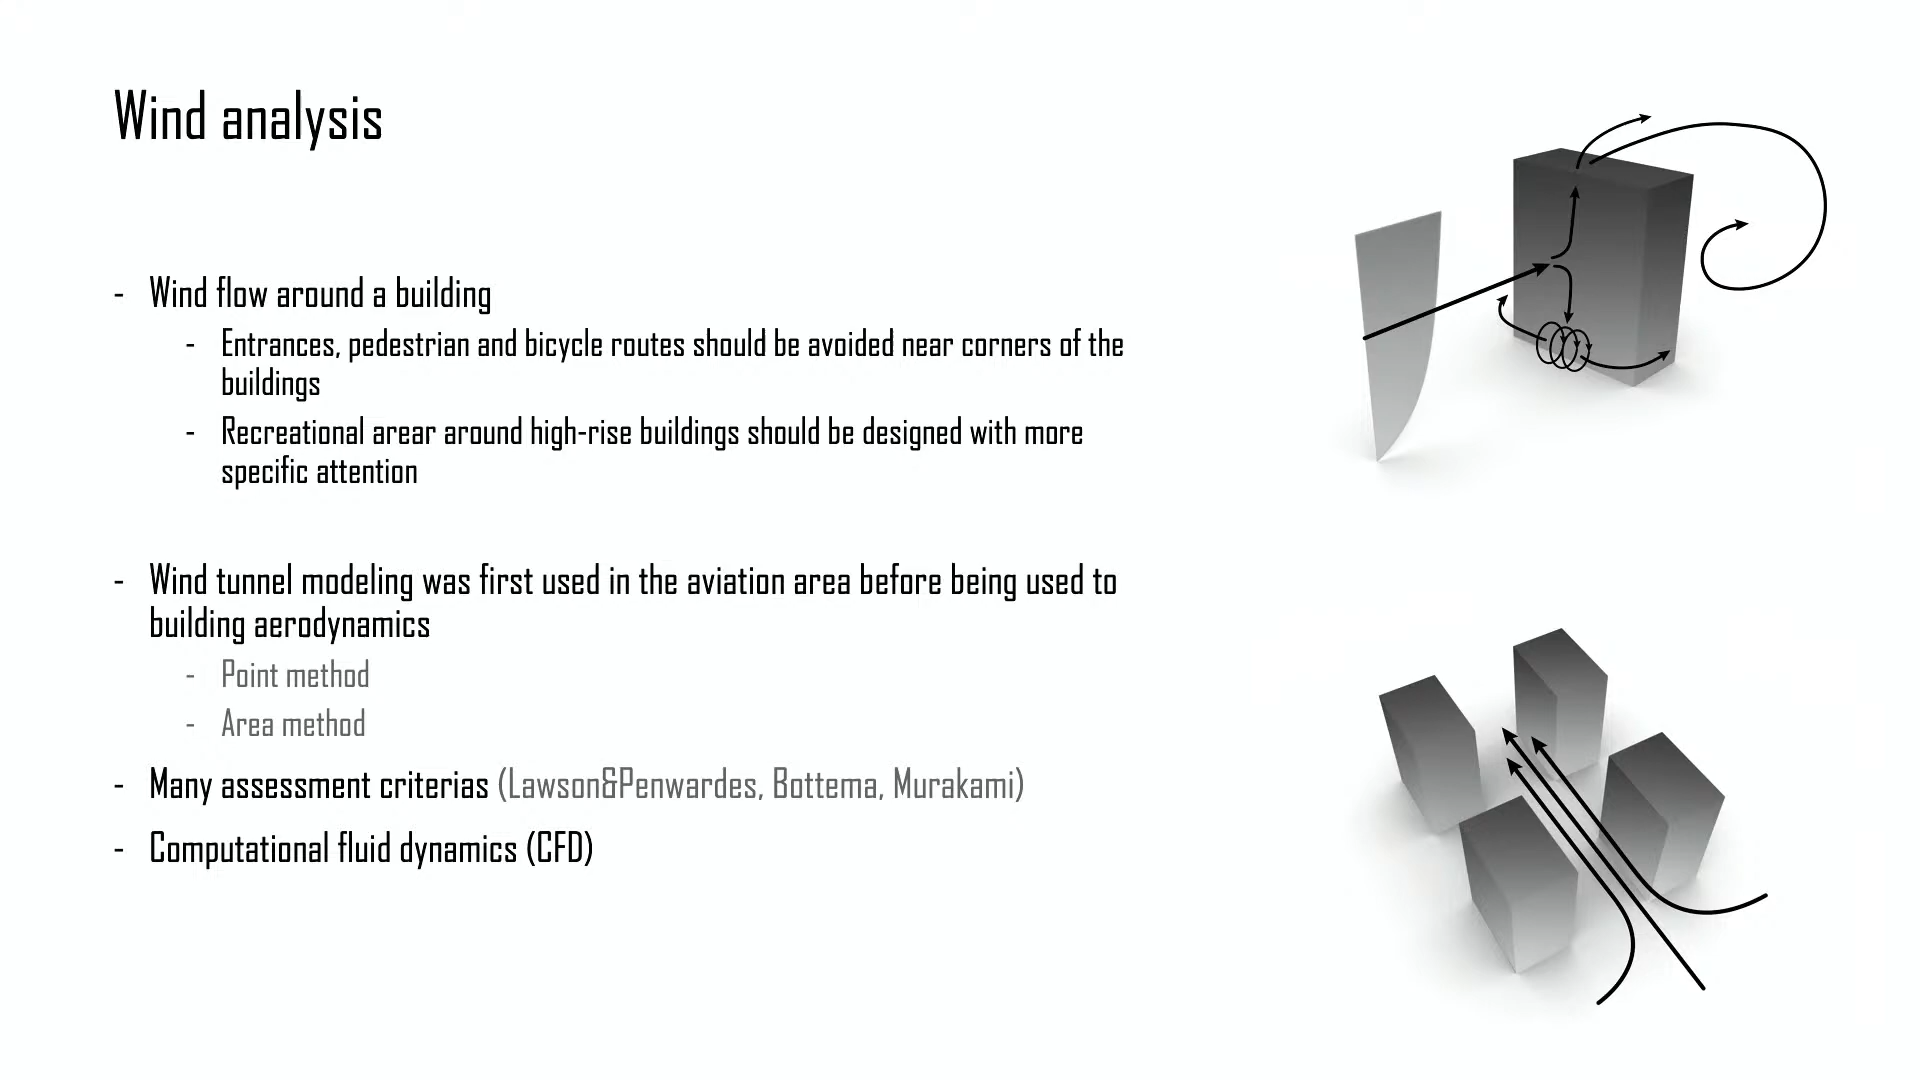 Wind analysis
- Wind flow around a building
- Entrances, pedestrian and bicycle routes should be avoided near corners of the
buildings
- Recreational arear around high-rise buildings should be designed with more
specific attention
- Wind tunnel modeling was first used in the aviation area before being used to
building aerodynamics
- Point method
- Area method
- Many assessment criterias (Lawson&Penwardes, Bottema, Murakami)
- Computational fluid dynamics (CFD)